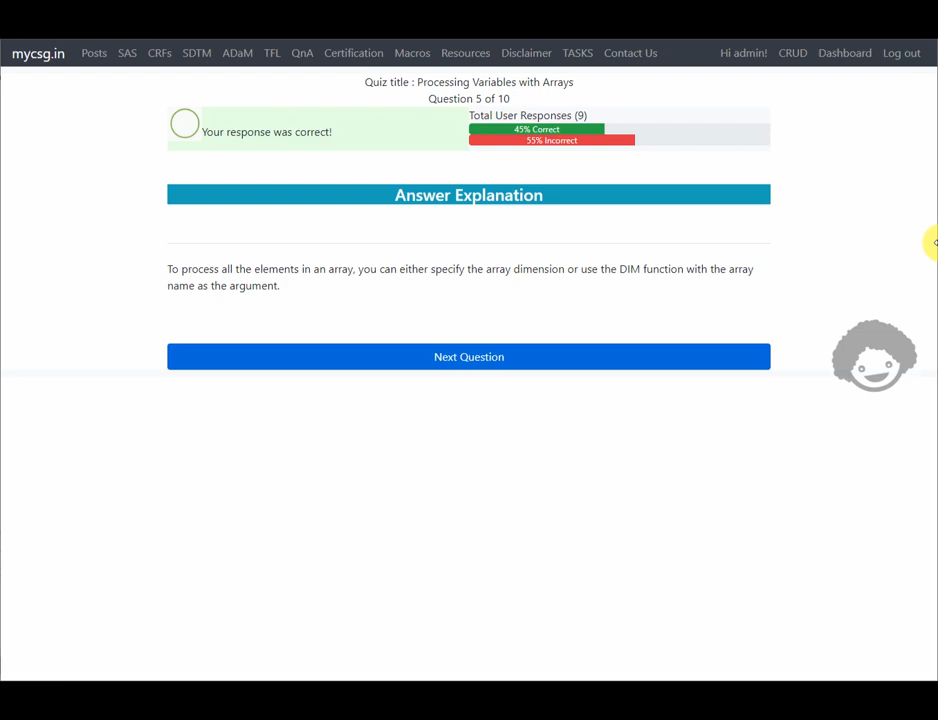 mycsg.in Posts SAS CRFs SDTM ADaM TFL QnA Certification Macros Resources Disclaimer TASKS Contact Us Hi admin! CRUD Dashboard Log out
Quiz title : Processing Variables with Arrays
Question 5 of 10
Your response was correct!
Total User Responses (9)
45% Correct
55% Incorrect
Answer Explanation
To process all the elements in an array, you can either specify the array dimension or use the DIM function with the array
name as the argument.
Next Question